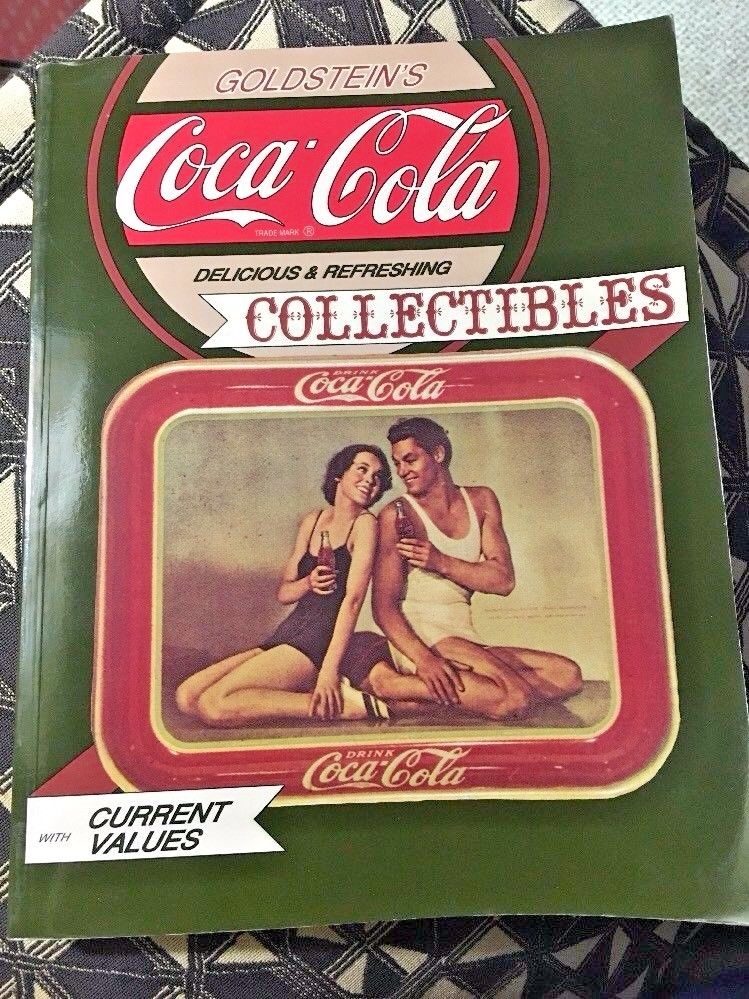 GOLDSTEIN'S
Coca-Cola
TRADE MARK ®
DELICIOUS & REFRESHING
COLLECTIBLES
DRINK
Coca-Cola
DRINK
Coca-Cola
WITH CURRENT
VALUES